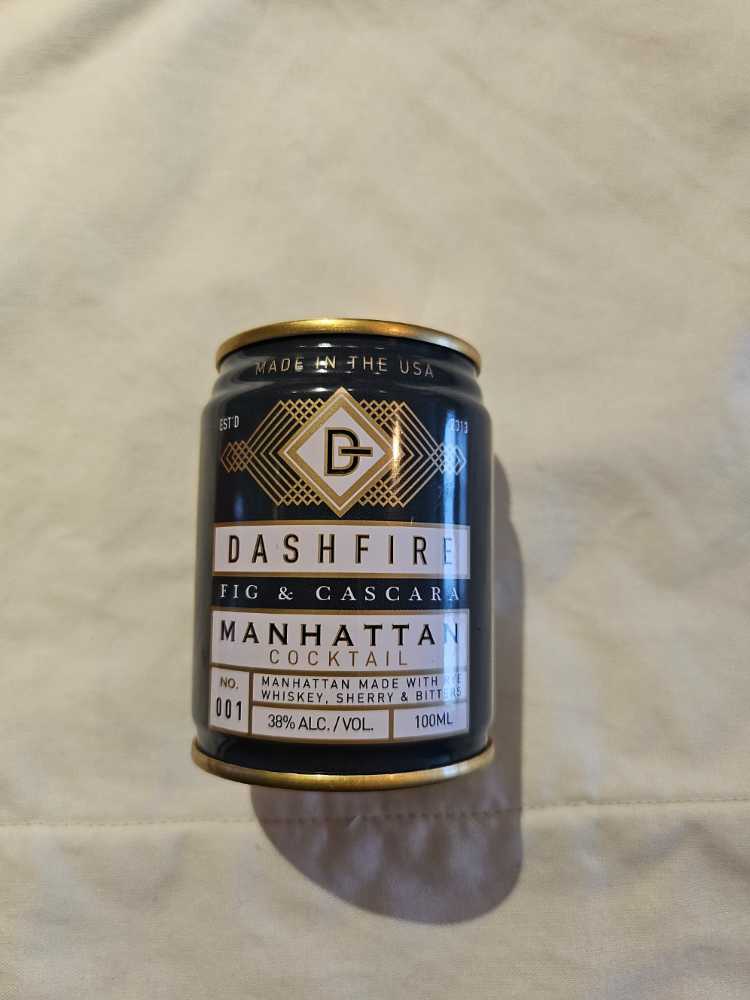 MADE IN THE USA
EST'D 2013
D
DASHFIRE
FIG & CASCARA
MANHATTAN
COCKTAIL
NO. 001
MANHATTAN MADE WITH RYE
WHISKEY, SHERRY & BITTERS
38% ALC./VOL. 100ML